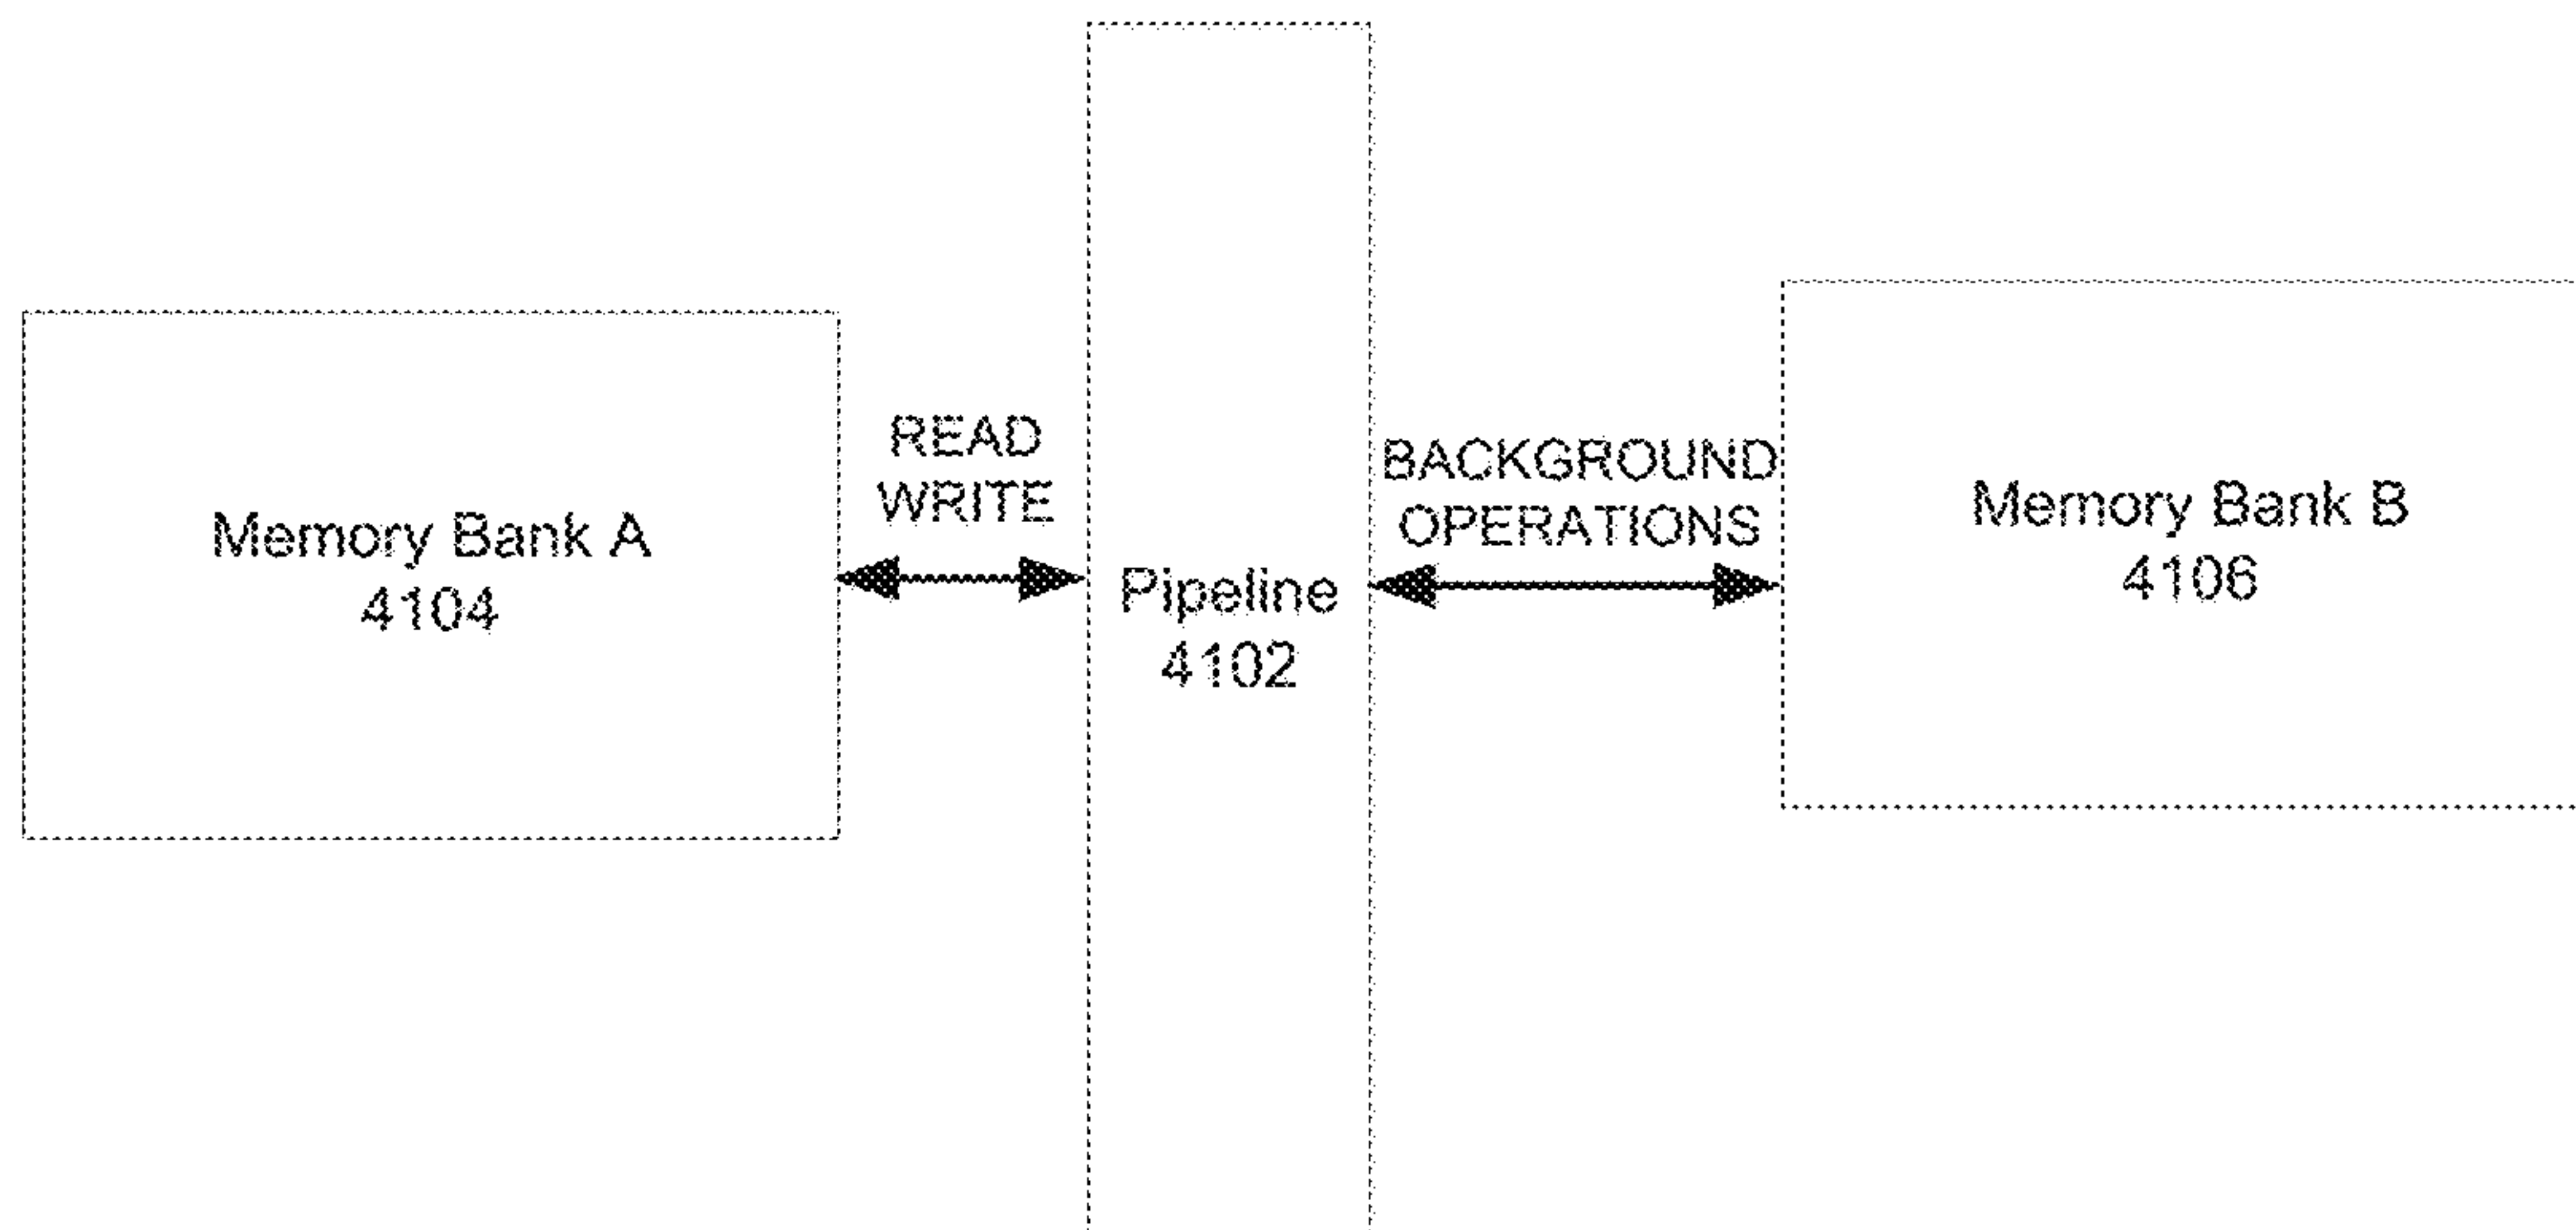 Memory Bank A
4104
READ
WRITE
Pipeline
4102
BACKGROUND
OPERATIONS
Memory Bank B
4106